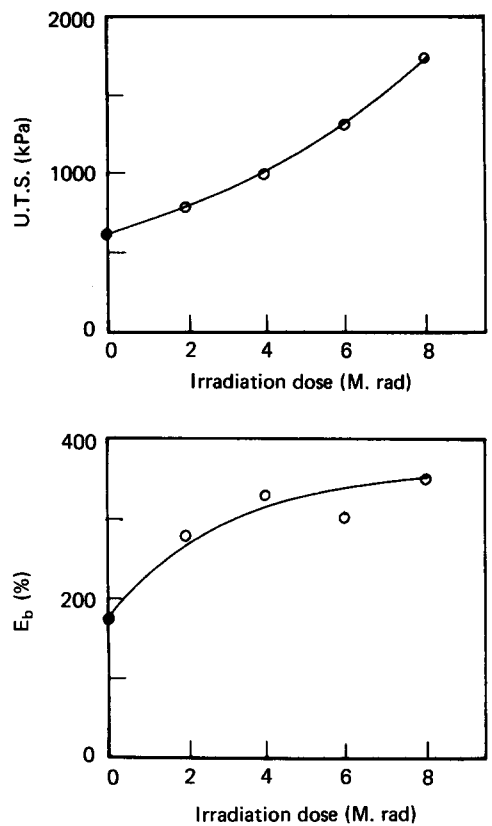 2000
U.T.S. (kPa)
1000
0
0 2 4 6 8
Irradiation dose (M. rad)
400
E_b (%)
200
0
0 2 4 6 8
Irradiation dose (M. rad)